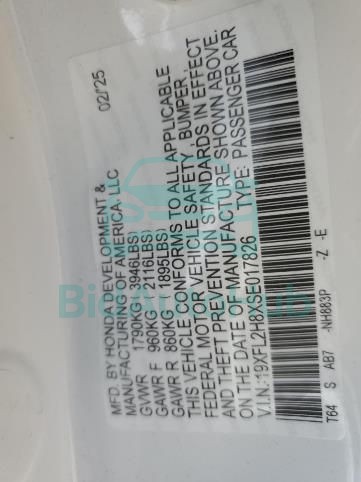 MFD. BY HONDA DEVELOPMENT & 02/'25
MANUFACTURING OF AMERICA, LLC
GVWR 1790KG( 3946LBS)
GAWR F 960KG( 2116LBS)
GAWR R 860KG( 1895LBS)
THIS VEHICLE CONFORMS TO ALL APPLICABLE
FEDERAL MOTOR VEHICLE SAFETY, BUMPER,
AND THEFT PREVENTION STANDARDS IN EFFECT
ON THE DATE OF MANUFACTURE SHOWN ABOVE.
V.I.N.:19XFL2H8XSE017826 TYPE: PASSENGER CAR
T64 S AB7 -NH883P -Z -E
BidAutoHub